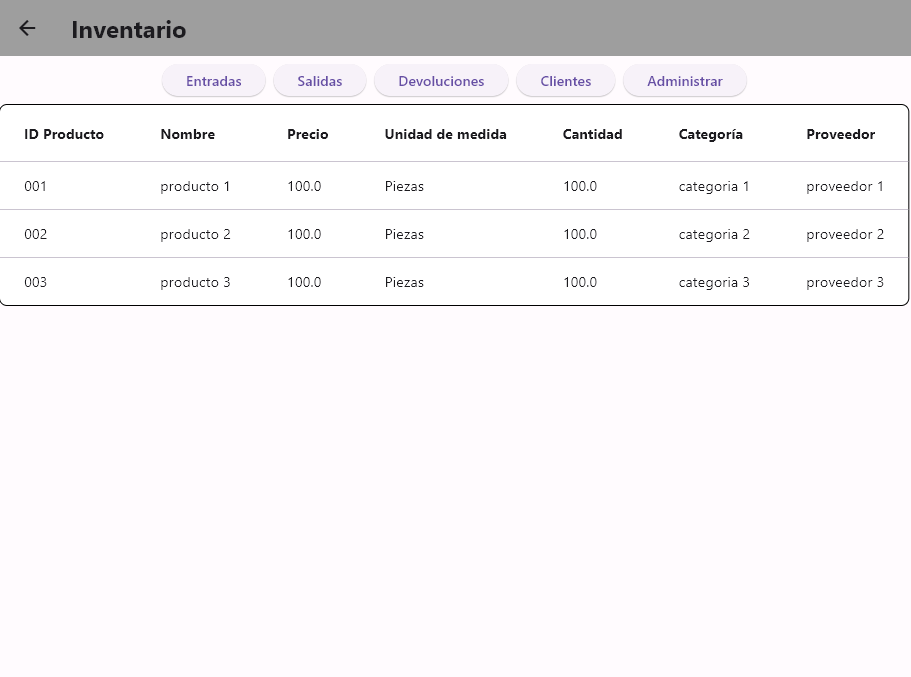 Inventario
Entradas Salidas Devoluciones Clientes Administrar
ID Producto Nombre Precio Unidad de medida Cantidad Categoría Proveedor
001 producto 1 100.0 Piezas 100.0 categoria 1 proveedor 1
002 producto 2 100.0 Piezas 100.0 categoria 2 proveedor 2
003 producto 3 100.0 Piezas 100.0 categoria 3 proveedor 3